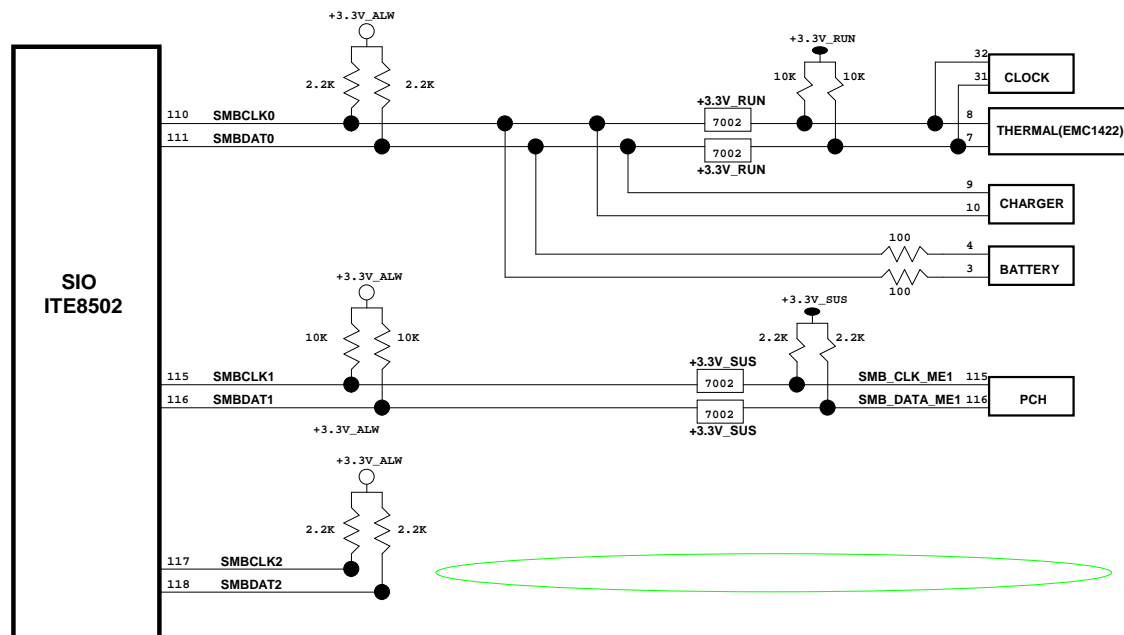 +3.3V_ALW
+3.3V_RUN
2.2K 2.2K
10K 10K
32
31
CLOCK
110 SMBCLK0
+3.3V_RUN
7002
8
111 SMBDAT0
7002
+3.3V_RUN
7
THERMAL(EMC1422)
9
10
CHARGER
100
4
3
BATTERY
100
SIO
ITE8502
+3.3V_ALW
+3.3V_SUS
10K 10K
2.2K 2.2K
+3.3V_SUS
115 SMBCLK1
7002
SMB_CLK_ME1 115
116 SMBDAT1
7002
SMB_DATA_ME1 116
PCH
+3.3V_SUS
+3.3V_ALW
+3.3V_ALW
2.2K 2.2K
117 SMBCLK2
118 SMBDAT2